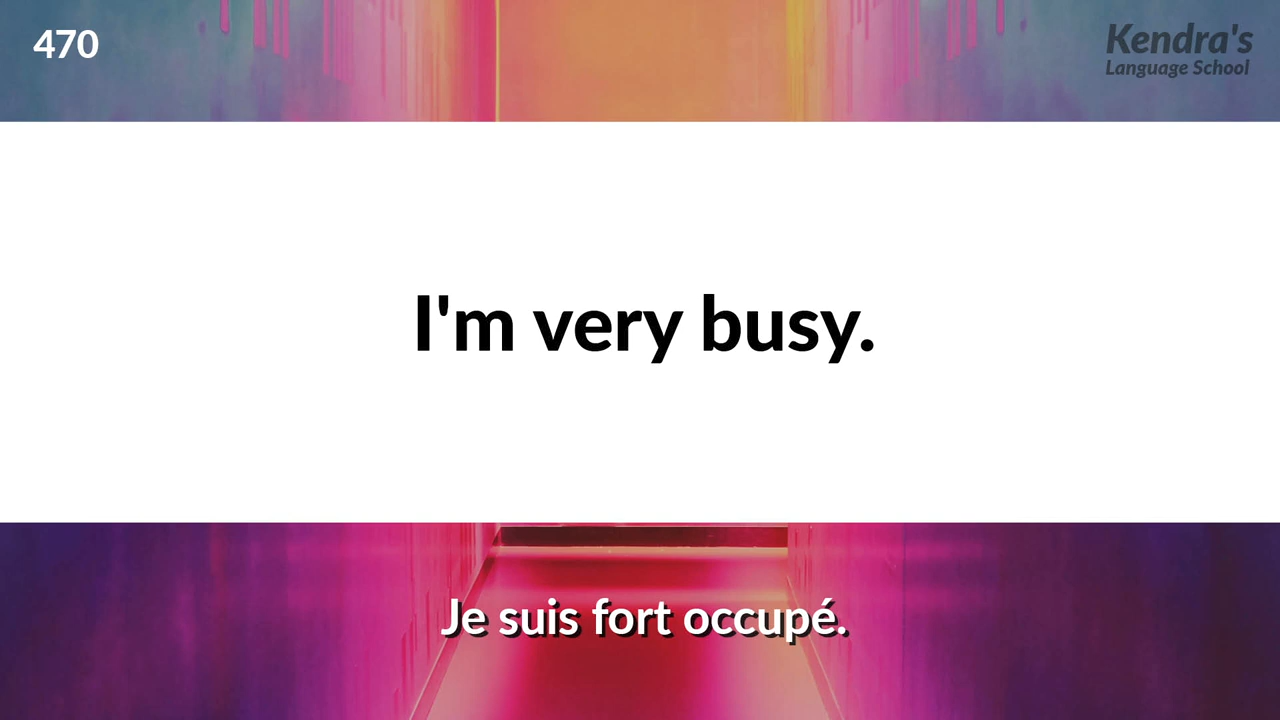 470
Kendra's
Language School
I'm very busy.
Je suis fort occupé.